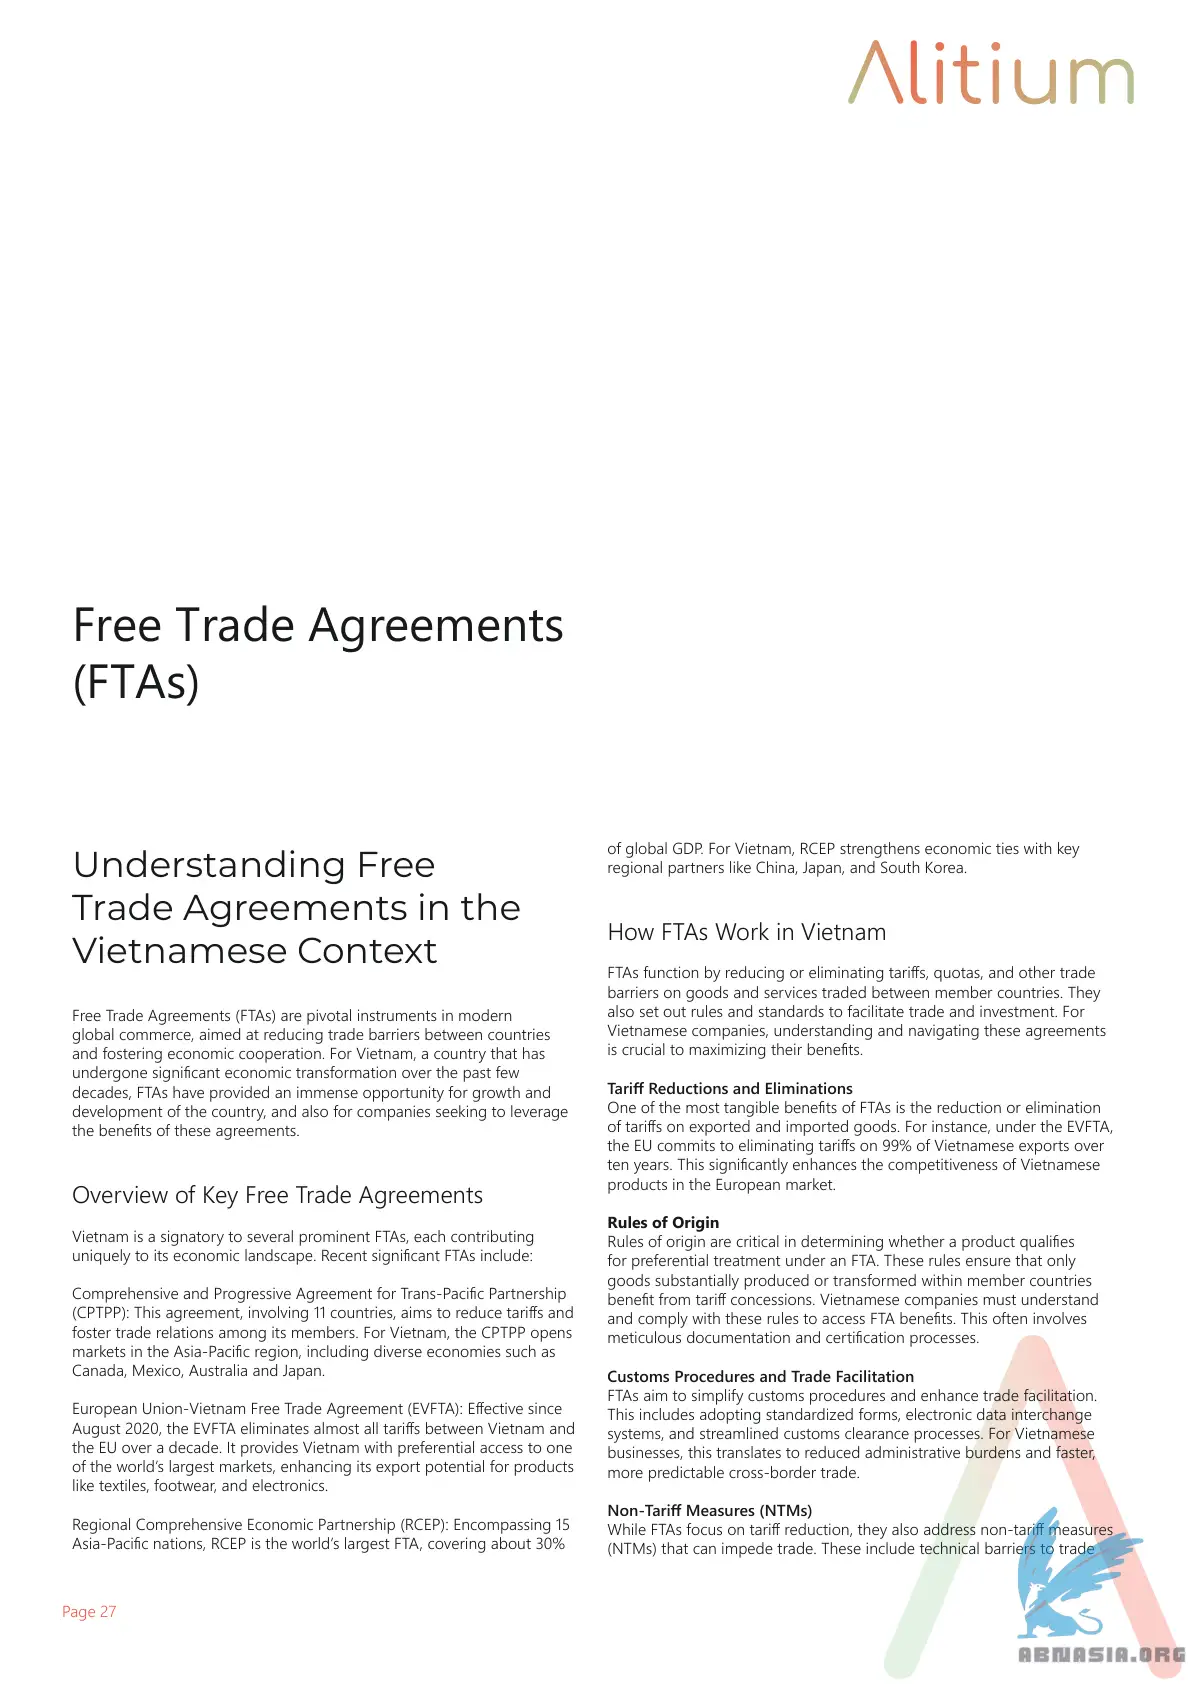 Alitium
Free Trade Agreements
(FTAs)
Understanding Free
Trade Agreements in the
Vietnamese Context
Free Trade Agreements (FTAs) are pivotal instruments in modern
global commerce, aimed at reducing trade barriers between countries
and fostering economic cooperation. For Vietnam, a country that has
undergone significant economic transformation over the past few
decades, FTAs have provided an immense opportunity for growth and
development of the country, and also for companies seeking to leverage
the benefits of these agreements.
Overview of Key Free Trade Agreements
Vietnam is a signatory to several prominent FTAs, each contributing
uniquely to its economic landscape. Recent significant FTAs include:
Comprehensive and Progressive Agreement for Trans-Pacific Partnership
(CPTPP): This agreement, involving 11 countries, aims to reduce tariffs and
foster trade relations among its members. For Vietnam, the CPTPP opens
markets in the Asia-Pacific region, including diverse economies such as
Canada, Mexico, Australia and Japan.
European Union-Vietnam Free Trade Agreement (EVFTA): Effective since
August 2020, the EVFTA eliminates almost all tariffs between Vietnam and
the EU over a decade. It provides Vietnam with preferential access to one
of the world's largest markets, enhancing its export potential for products
like textiles, footwear, and electronics.
Regional Comprehensive Economic Partnership (RCEP): Encompassing 15
Asia-Pacific nations, RCEP is the world's largest FTA, covering about 30%
of global GDP. For Vietnam, RCEP strengthens economic ties with key
regional partners like China, Japan, and South Korea.
How FTAs Work in Vietnam
FTAs function by reducing or eliminating tariffs, quotas, and other trade
barriers on goods and services traded between member countries. They
also set out rules and standards to facilitate trade and investment. For
Vietnamese companies, understanding and navigating these agreements
is crucial to maximizing their benefits.
Tariff Reductions and Eliminations
One of the most tangible benefits of FTAs is the reduction or elimination
of tariffs on exported and imported goods. For instance, under the EVFTA,
the EU commits to eliminating tariffs on 99% of Vietnamese exports over
ten years. This significantly enhances the competitiveness of Vietnamese
products in the European market.
Rules of Origin
Rules of origin are critical in determining whether a product qualifies
for preferential treatment under an FTA. These rules ensure that only
goods substantially produced or transformed within member countries
benefit from tariff concessions. Vietnamese companies must understand
and comply with these rules to access FTA benefits. This often involves
meticulous documentation and certification processes.
Customs Procedures and Trade Facilitation
FTAs aim to simplify customs procedures and enhance trade facilitation.
This includes adopting standardized forms, electronic data interchange
systems, and streamlined customs clearance processes. For Vietnamese
businesses, this translates to reduced administrative burdens and faster,
more predictable cross-border trade.
Non-Tariff Measures (NTMs)
While FTAs focus on tariff reduction, they also address non-tariff measures
(NTMs) that can impede trade. These include technical barriers to trade
Page 27
ABNASIA.ORG